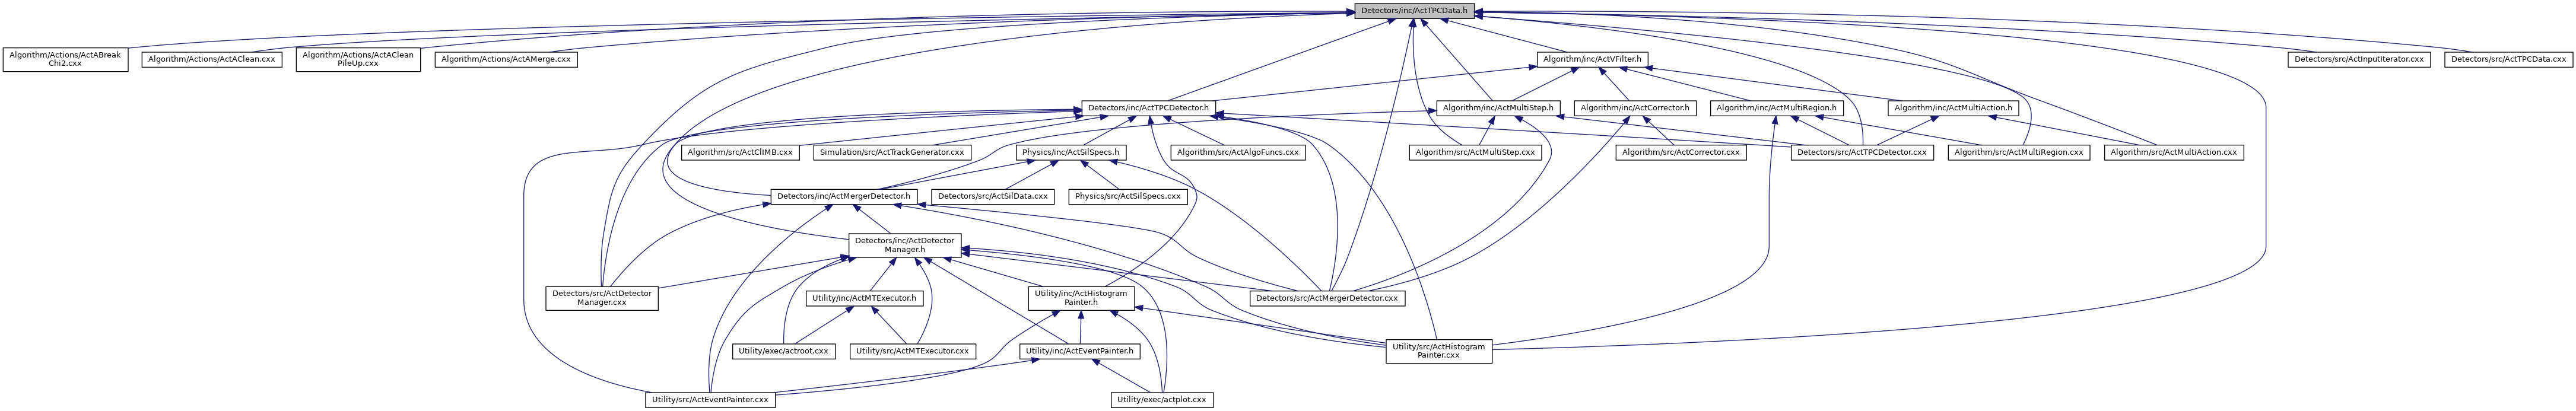 Detectors/inc/ActTPCData.h
Algorithm/Actions/ActABreak
Chi2.cxx
Algorithm/Actions/ActAClean.cxx
Algorithm/Actions/ActAClean
PileUp.cxx
Algorithm/Actions/ActAMerge.cxx
Algorithm/inc/ActVFilter.h
Detectors/src/ActInputIterator.cxx
Detectors/src/ActTPCData.cxx
Detectors/inc/ActTPCDetector.h
Algorithm/inc/ActMultiStep.h
Algorithm/inc/ActCorrector.h
Algorithm/inc/ActMultiRegion.h
Algorithm/inc/ActMultiAction.h
Algorithm/src/ActClIMB.cxx
Simulation/src/ActTrackGenerator.cxx
Physics/inc/ActSilSpecs.h
Algorithm/src/ActAlgoFuncs.cxx
Algorithm/src/ActMultiStep.cxx
Algorithm/src/ActCorrector.cxx
Detectors/src/ActTPCDetector.cxx
Algorithm/src/ActMultiRegion.cxx
Algorithm/src/ActMultiAction.cxx
Detectors/inc/ActMergerDetector.h
Detectors/src/ActSilData.cxx
Physics/src/ActSilSpecs.cxx
Detectors/inc/ActDetector
Manager.h
Detectors/src/ActDetector
Manager.cxx
Utility/inc/ActMTExecutor.h
Utility/inc/ActHistogram
Painter.h
Detectors/src/ActMergerDetector.cxx
Utility/exec/actroot.cxx
Utility/src/ActMTExecutor.cxx
Utility/inc/ActEventPainter.h
Utility/src/ActHistogram
Painter.cxx
Utility/src/ActEventPainter.cxx
Utility/exec/actplot.cxx